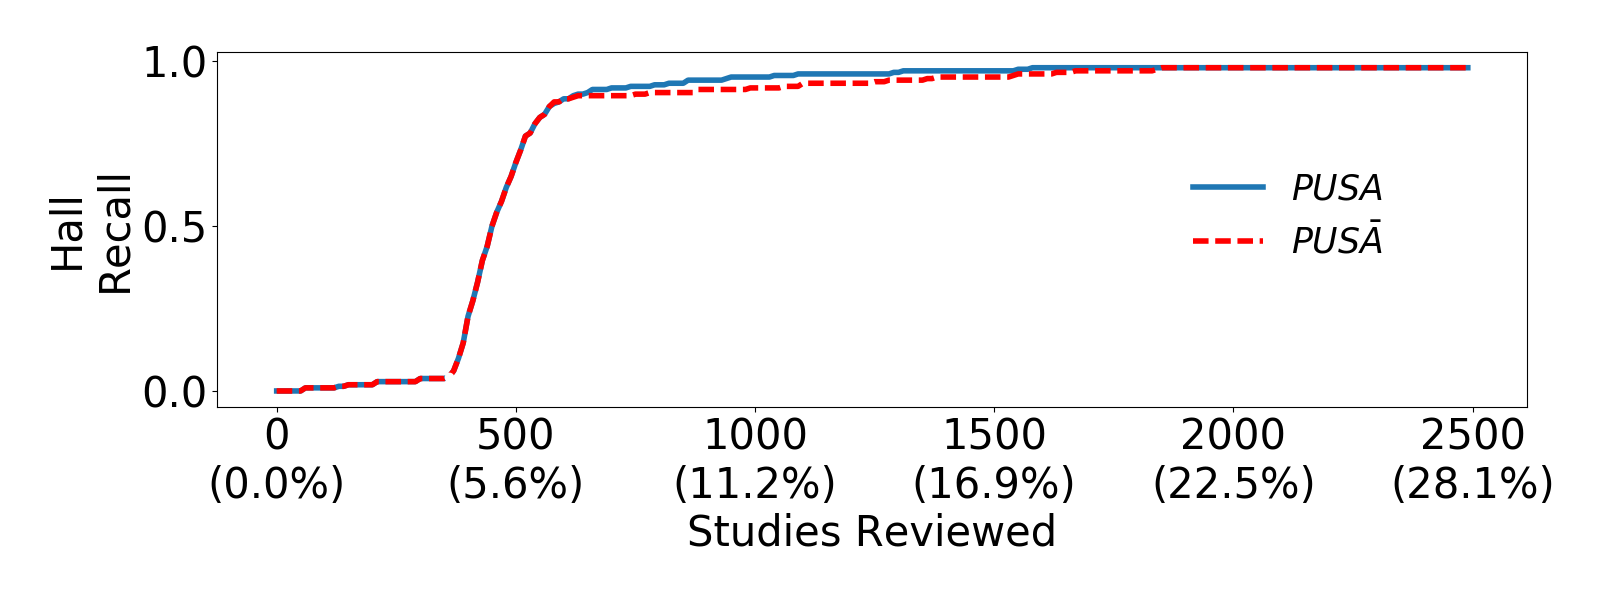 Hall
Recall
1.0
0.5
0.0
PUSA
PUSĀ
0 500 1000 1500 2000 2500
(0.0%) (5.6%) (11.2%) (16.9%) (22.5%) (28.1%)
Studies Reviewed